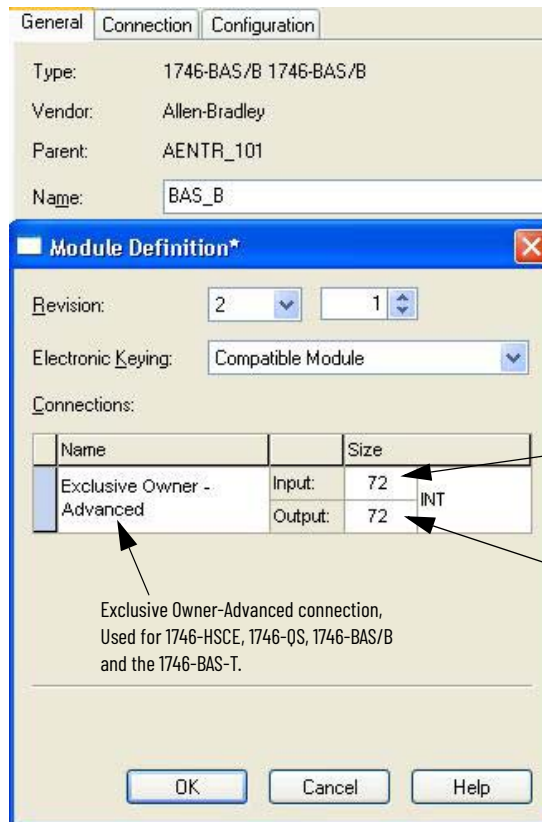 General Connection Configuration
Type: 1746-BAS/B 1746-BAS/B
Vendor: Allen-Bradley
Parent: AENTR_101
Name: BAS_B
Module Definition*
Revision: 2 1
Electronic Keying: Compatible Module
Connections:
Name Size
Exclusive Owner - Advanced Input: 72 INT
Output: 72
Exclusive Owner-Advanced connection,
Used for 1746-HSCE, 1746-QS, 1746-BAS/B
and the 1746-BAS-T.
OK Cancel Help